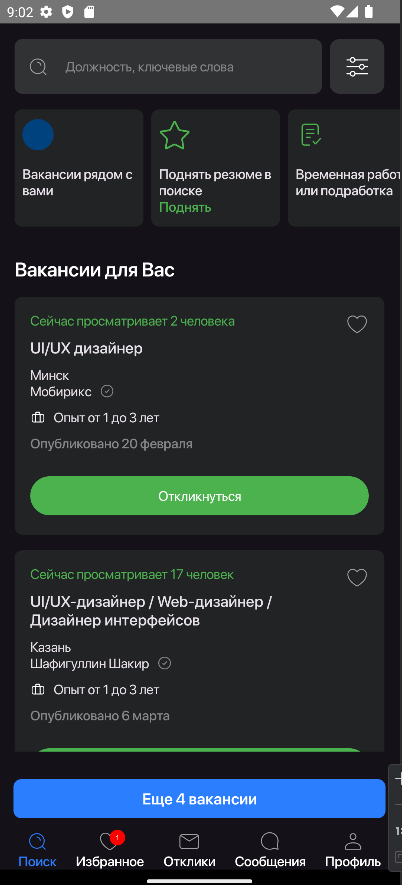 9:02
Должность, ключевые слова
Вакансии рядом с
вами
Поднять резюме в
поиске
Поднять
Временная работ
или подработка
Вакансии для Вас
Сейчас просматривает 2 человека
UI/UX дизайнер
Минск
Мобирикс
Опыт от 1 до 3 лет
Опубликовано 20 февраля
Откликнуться
Сейчас просматривает 17 человек
UI/UX-дизайнер / Web-дизайнер /
Дизайнер интерфейсов
Казань
Шафигуллин Шакир
Опыт от 1 до 3 лет
Опубликовано 6 марта
Еще 4 вакансии
1
Поиск Избранное Отклики Сообщения Профиль